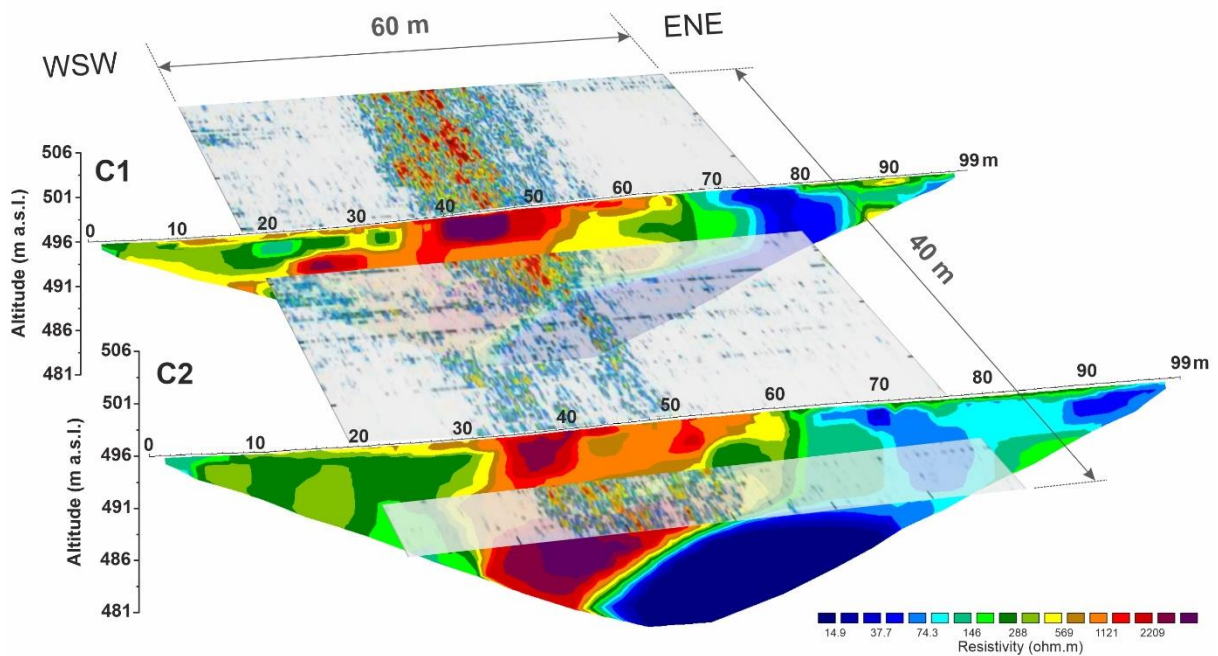 60 m
WSW
ENE
506
501
496
491
486
481
Altitude (m a.s.l.)
C1
0 10 20 30 40 50 60 70 80 90 99 m
40 m
506
501
496
491
486
481
Altitude (m a.s.l.)
C2
0 10 20 30 40 50 60 70 80 90 99 m
14.9 37.7 74.3 146 288 569 1121 2209
Resistivity (ohm.m)